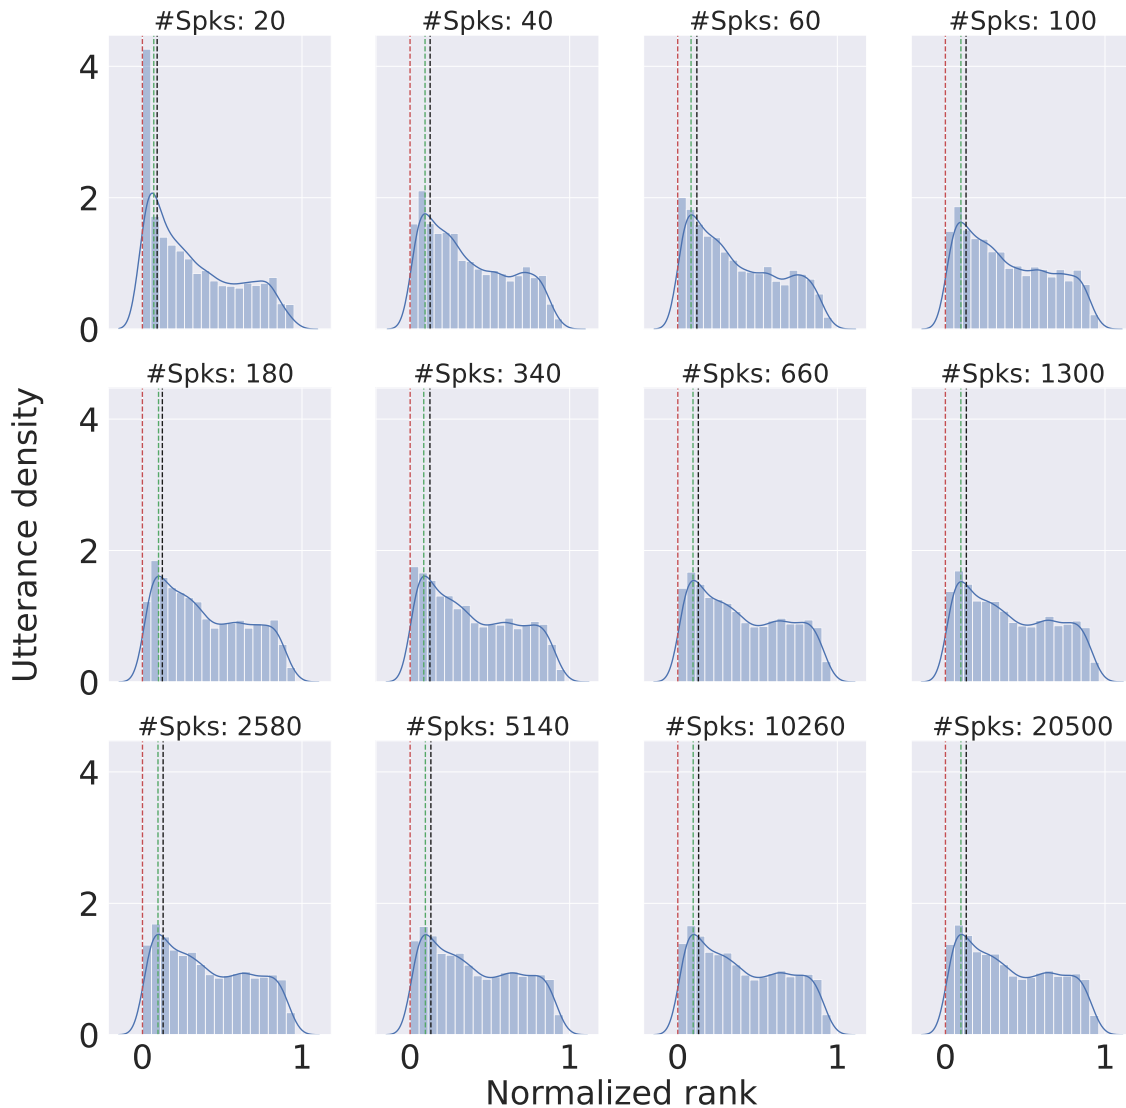 #Spks: 20 #Spks: 40 #Spks: 60 #Spks: 100
4
2
0
#Spks: 180 #Spks: 340 #Spks: 660 #Spks: 1300
4
2
0
Utterance density
#Spks: 2580 #Spks: 5140 #Spks: 10260 #Spks: 20500
4
2
0
0 1 0 1 0 1 0 1
Normalized rank